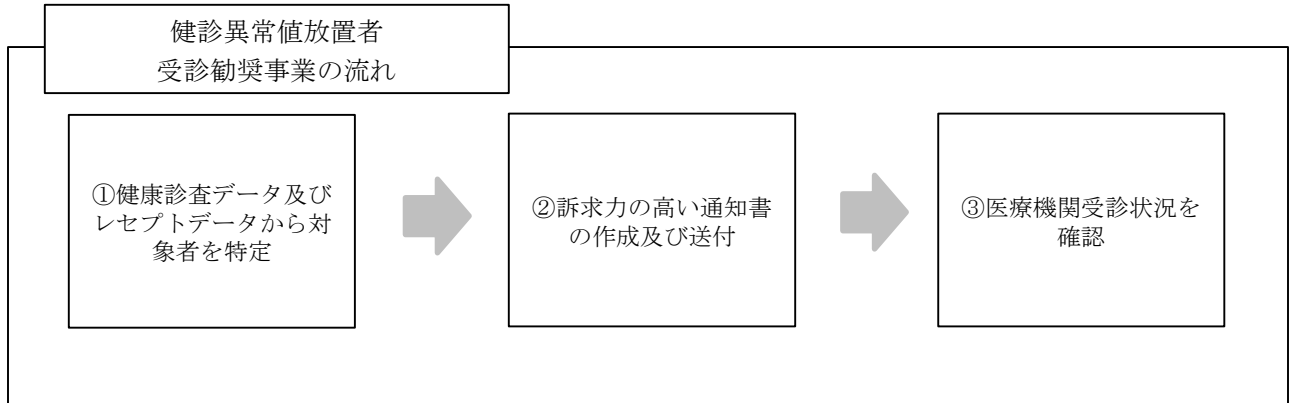 健診異常値放置者
受診勧奨事業の流れ
①健康診査データ及び
レセプトデータから対
象者を特定
②訴求力の高い通知書
の作成及び送付
③医療機関受診状況を
確認